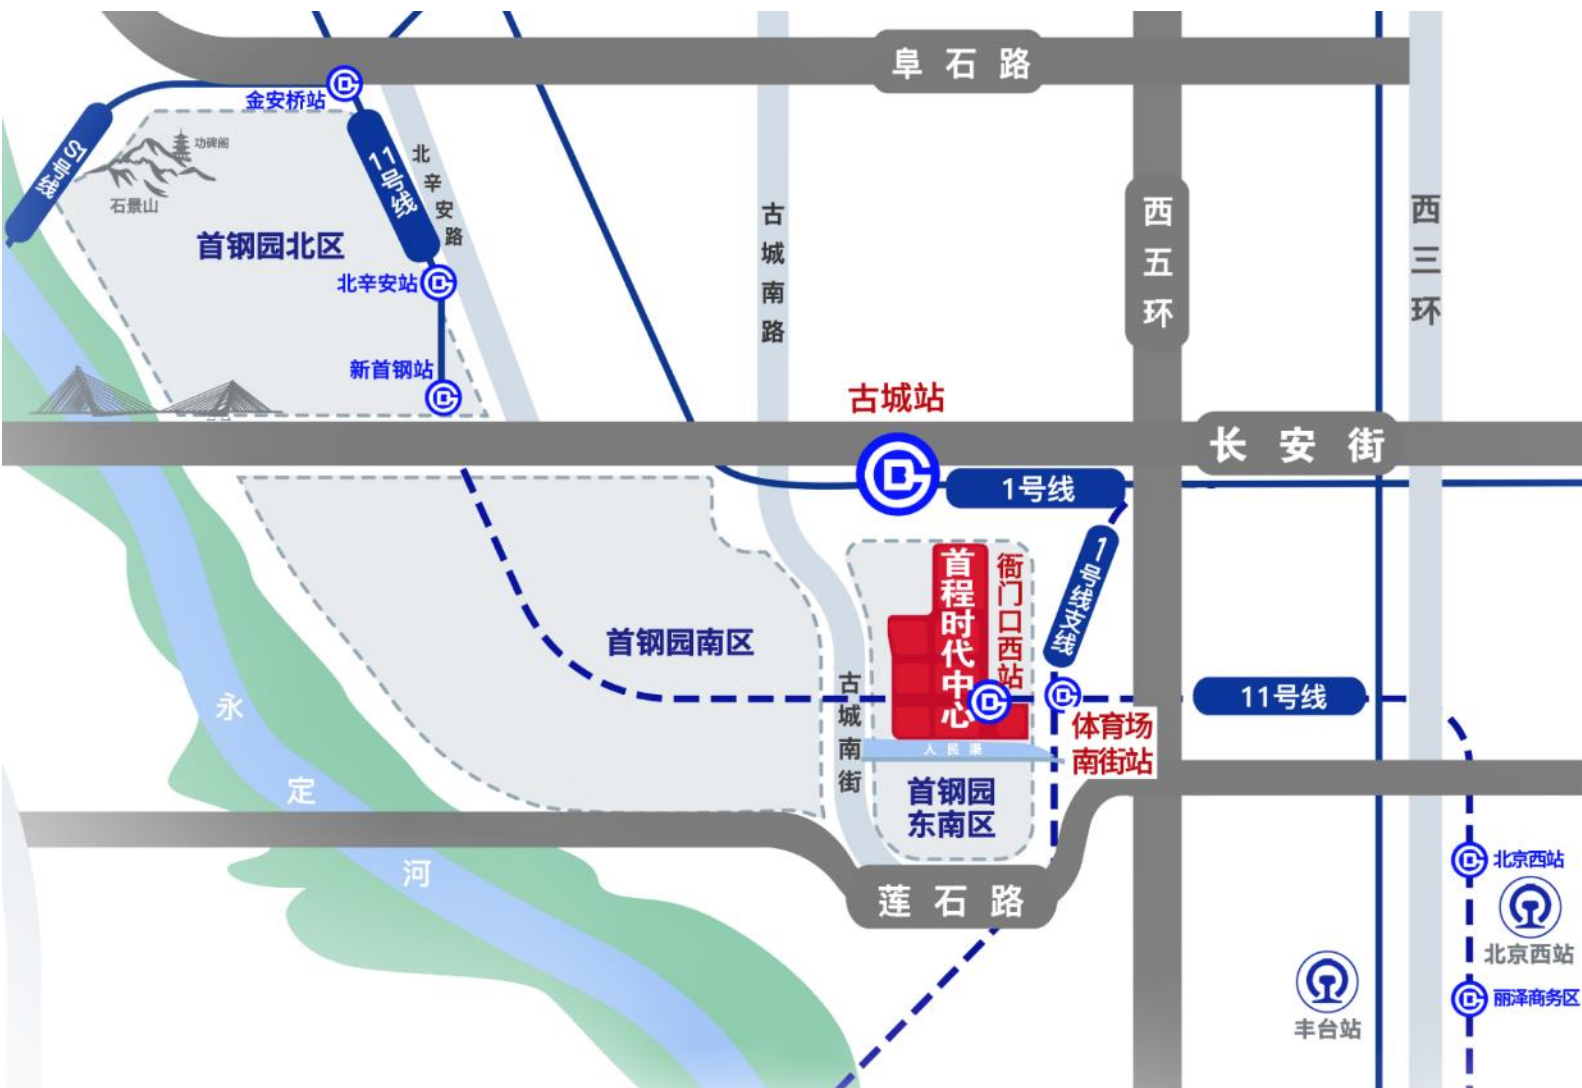 阜石路
金安桥站
S1号线
功碑阁
石景山
11号线
北辛安路
首钢园北区
北辛安站
新首钢站
古城南路
西五环
西三环
古城站
长安街
1号线
1号线支线
首程时代中心
衙门口西站
首钢园南区
古城南街
11号线
体育场
南街站
人民渠
首钢园
东南区
永定河
莲石路
北京西站
北京西站
丽泽商务区
丰台站